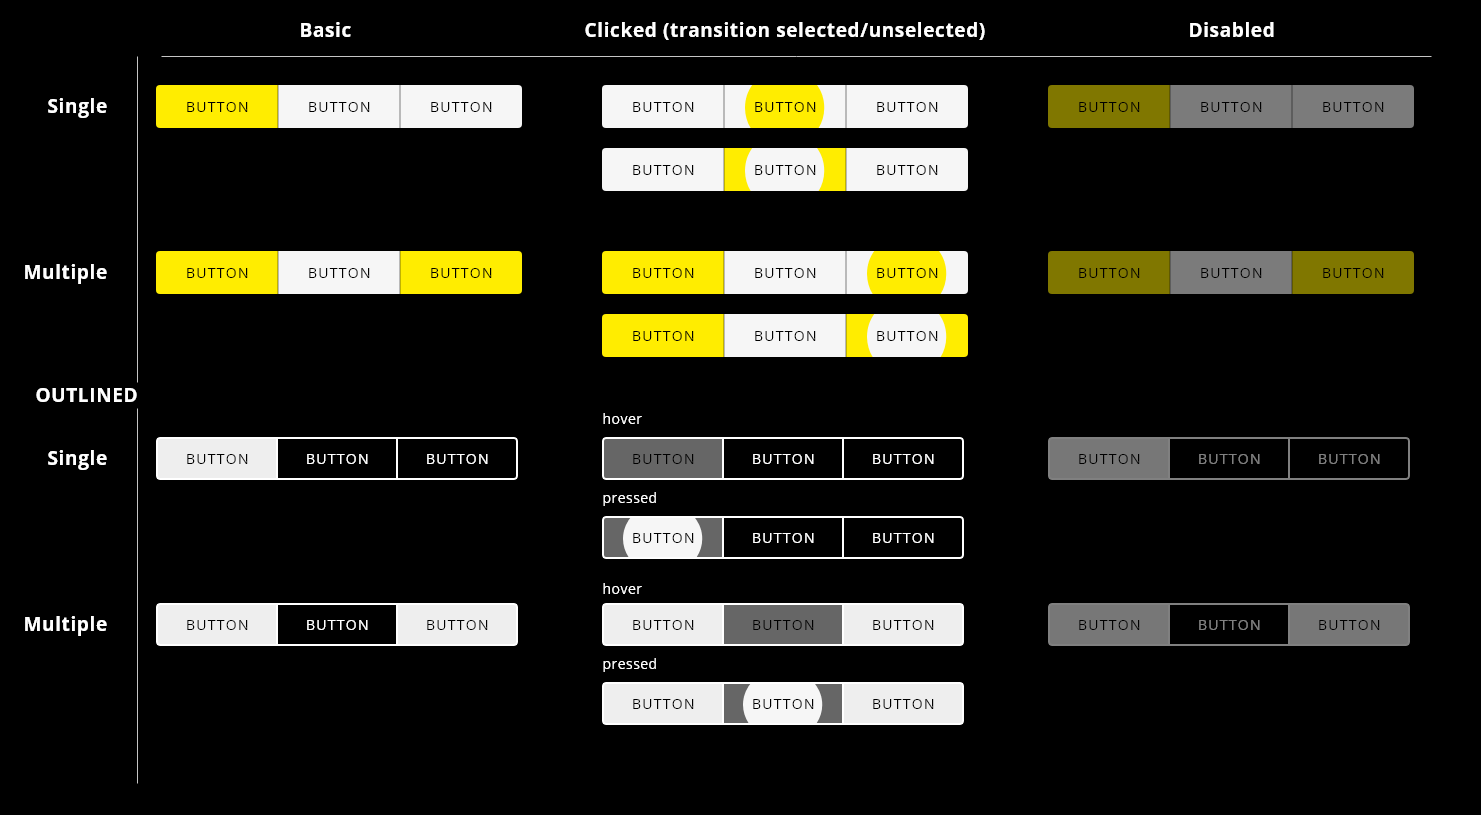 Basic Clicked (transition selected/unselected) Disabled
Single BUTTON BUTTON BUTTON BUTTON BUTTON BUTTON BUTTON BUTTON BUTTON
BUTTON BUTTON BUTTON
Multiple BUTTON BUTTON BUTTON BUTTON BUTTON BUTTON BUTTON BUTTON BUTTON
BUTTON BUTTON BUTTON
OUTLINED
hover
Single BUTTON BUTTON BUTTON BUTTON BUTTON BUTTON BUTTON BUTTON BUTTON
pressed
BUTTON BUTTON BUTTON
hover
Multiple BUTTON BUTTON BUTTON BUTTON BUTTON BUTTON BUTTON BUTTON BUTTON
pressed
BUTTON BUTTON BUTTON